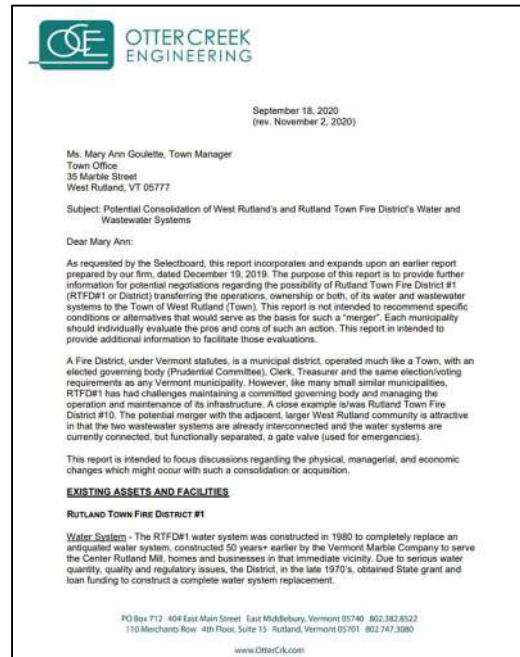 OCE
OTTER CREEK
ENGINEERING
September 18, 2020
(rev. November 2, 2020)
Ms. Mary Ann Goulette, Town Manager
Town Office
35 Marble Street
West Rutland, VT 05777
Subject: Potential Consolidation of West Rutland's and Rutland Town Fire District's Water and
Wastewater Systems
Dear Mary Ann:
As requested by the Selectboard, this report incorporates and expands upon an earlier report
prepared by our firm, dated December 19, 2019. The purpose of this report is to provide further
information for potential negotiations regarding the possibility of Rutland Town Fire District #1
(RTFD#1 or District) transferring the operations, ownership or both, of its water and wastewater
systems to the Town of West Rutland (Town). This report is not intended to recommend specific
conditions or alternatives that would serve as the basis for such a "merger". Each municipality
should individually evaluate the pros and cons of such an action. This report in intended to
provide additional information to facilitate those evaluations.
A Fire District, under Vermont statutes, is a municipal district, operated much like a Town, with an
elected governing body (Prudential Committee), Clerk, Treasurer and the same election/voting
requirements as any Vermont municipality. However, like many small similar municipalities,
RTFD#1 has had challenges maintaining a committed governing body and managing the
operation and maintenance of its infrastructure. A close example is/was Rutland Town Fire
District #10. The potential merger with the adjacent, larger West Rutland community is attractive
in that the two wastewater systems are already interconnected and the water systems are
currently connected, but functionally separated, a gate valve (used for emergencies).
This report is intended to focus discussions regarding the physical, managerial, and economic
changes which might occur with such a consolidation or acquisition.
EXISTING ASSETS AND FACILITIES
RUTLAND TOWN FIRE DISTRICT #1
Water System - The RTFD#1 water system was constructed in 1980 to completely replace an
antiquated water system, constructed 50 years+ earlier by the Vermont Marble Company to serve
the Center Rutland Mill, homes and businesses in that immediate vicinity. Due to serious water
quantity, quality and regulatory issues, the District, in the late 1970's, obtained State grant and
loan funding to construct a complete water system replacement.
PO Box 712 404 East Main Street East Middlebury, Vermont 05740 802.382.8522
110 Merchants Row 4th Floor, Suite 15 Rutland, Vermont 05701 802.747.3080
www.OtterCrk.com